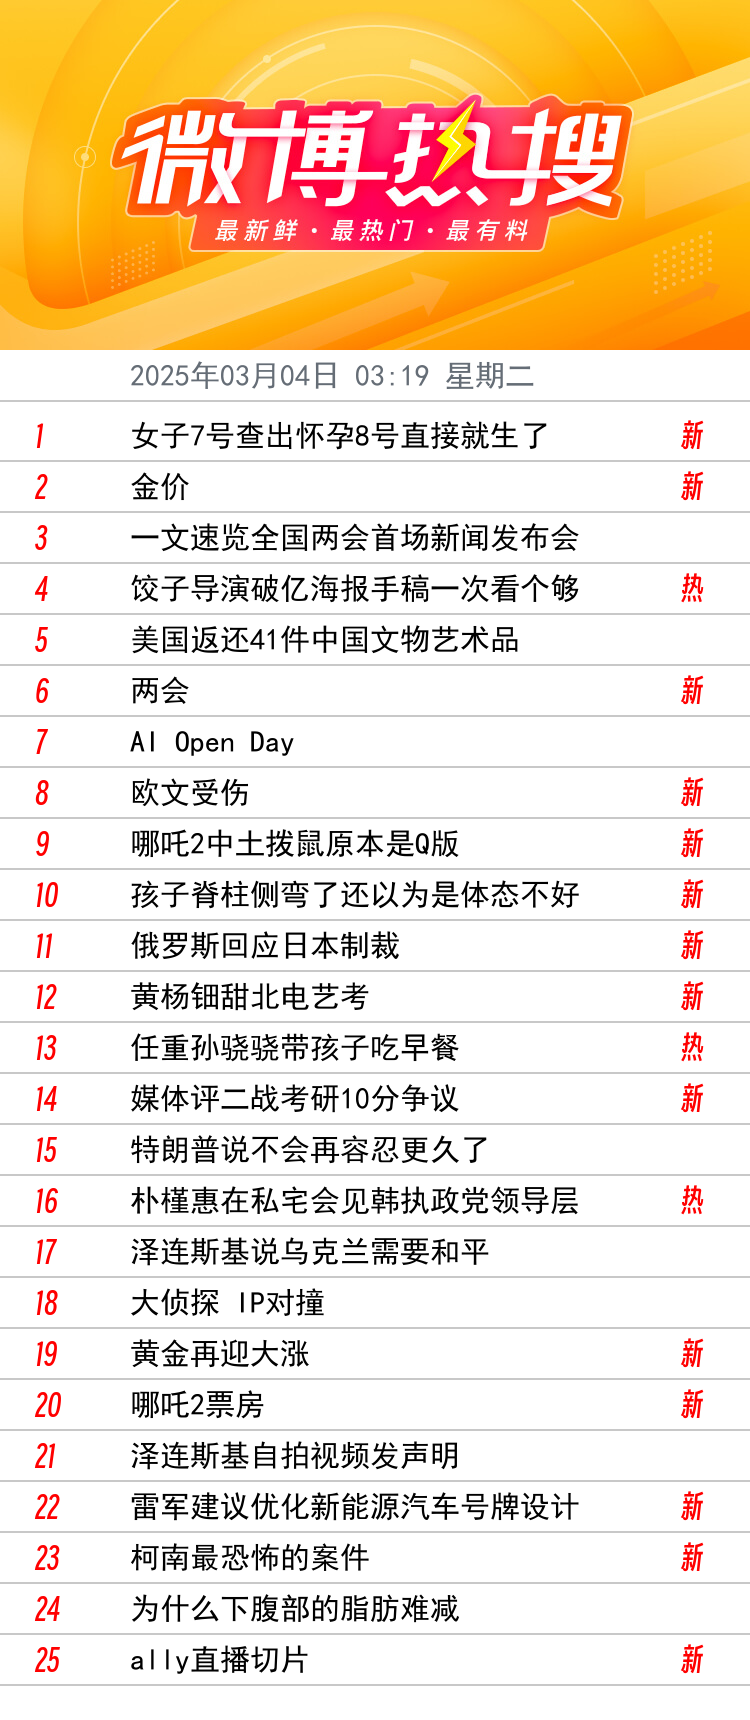 微博热搜
最新鲜·最热门·最有料
2025年03月04日 03:19 星期二
1 女子7号查出怀孕8号直接就生了 新
2 金价 新
3 一文速览全国两会首场新闻发布会
4 饺子导演破亿海报手稿一次看个够 热
5 美国返还41件中国文物艺术品
6 两会 新
7 AI Open Day
8 欧文受伤 新
9 哪吒2中土拨鼠原本是Q版 新
10 孩子脊柱侧弯了还以为是体态不好 新
11 俄罗斯回应日本制裁 新
12 黄杨钿甜北电艺考 新
13 任重孙骁骁带孩子吃早餐 热
14 媒体评二战考研10分争议 新
15 特朗普说不会再容忍更久了
16 朴槿惠在私宅会见韩执政党领导层 热
17 泽连斯基说乌克兰需要和平
18 大侦探 IP对撞
19 黄金再迎大涨 新
20 哪吒2票房 新
21 泽连斯基自拍视频发声明
22 雷军建议优化新能源汽车号牌设计 新
23 柯南最恐怖的案件 新
24 为什么下腹部的脂肪难减
25 ally直播切片 新